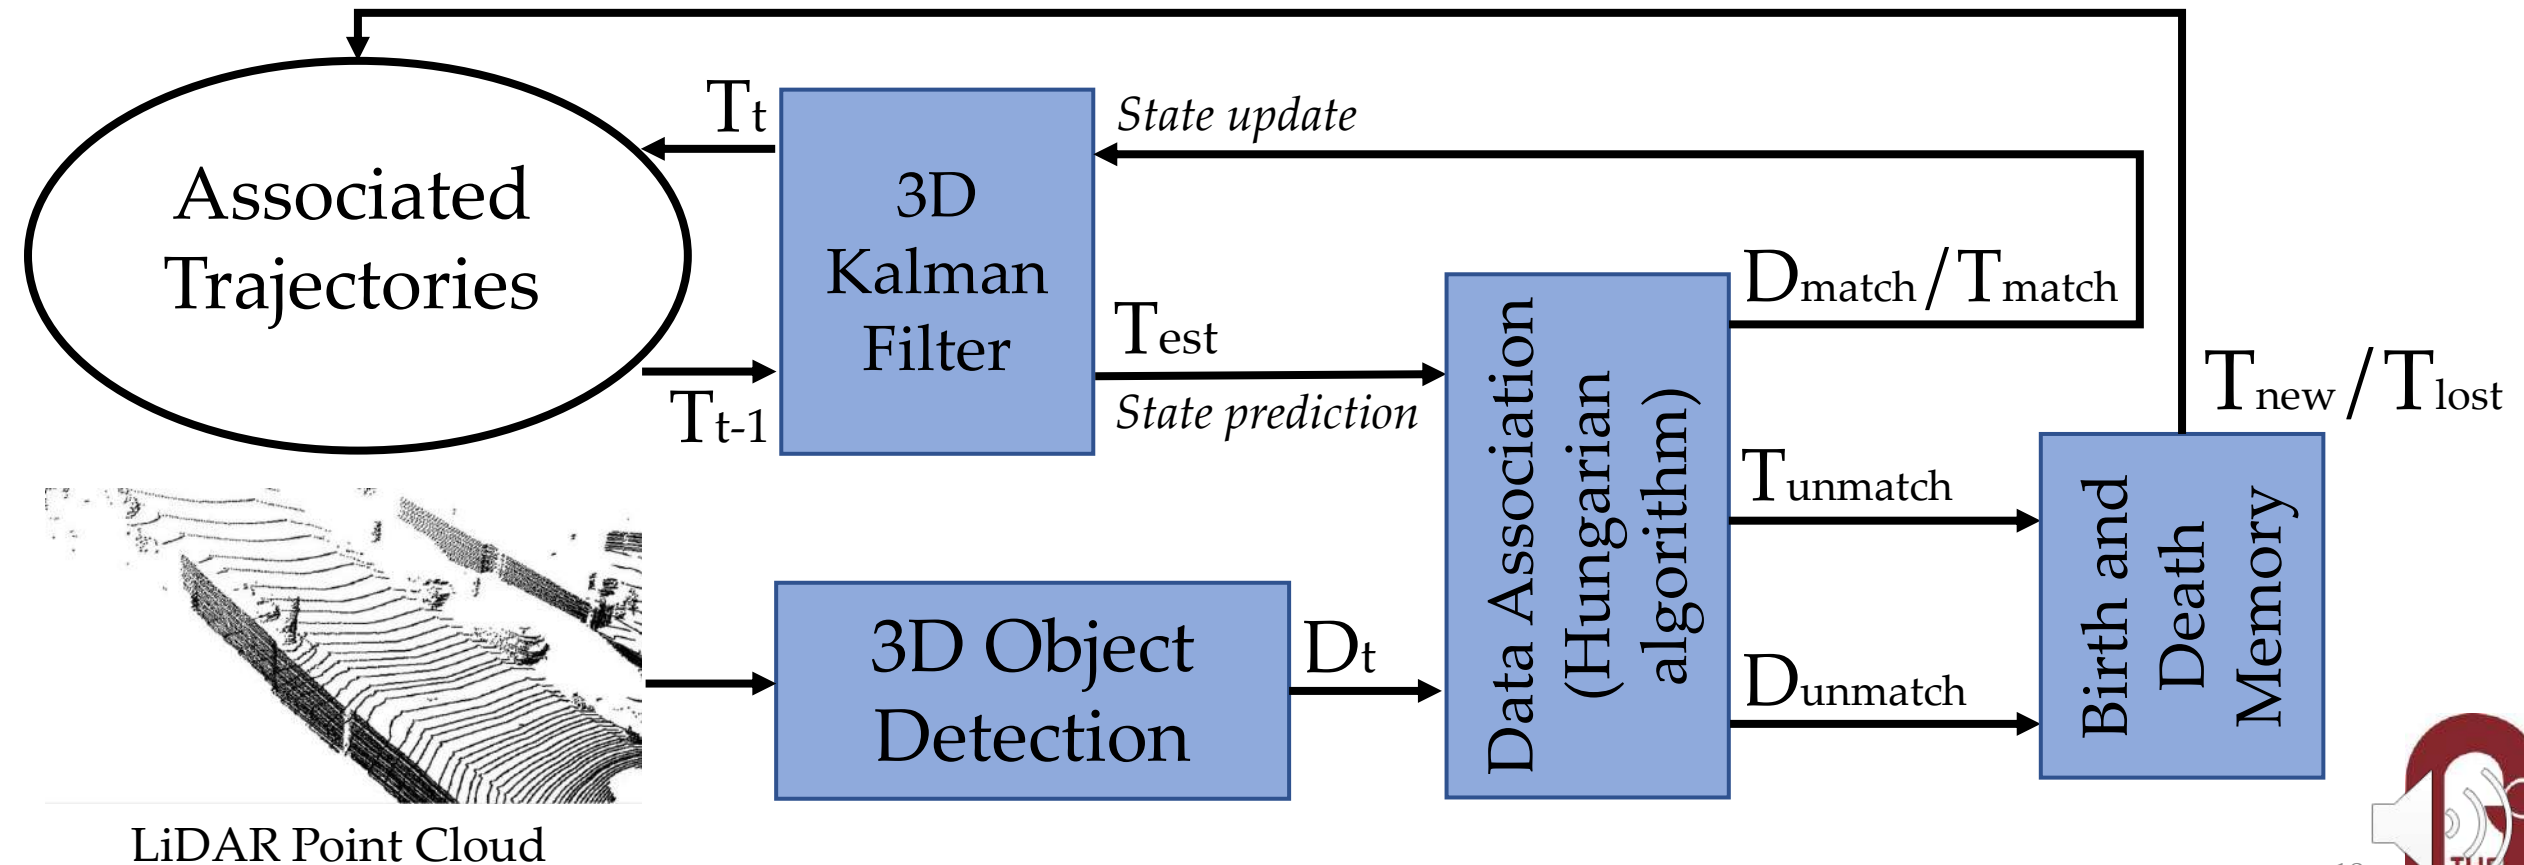 Associated
Trajectories
Tt
Tt-1
3D
Kalman
Filter
State update
Test
State prediction
Data Association
(Hungarian
algorithm)
Dmatch/Tmatch
Tunmatch
Dunmatch
Birth and
Death
Memory
Tnew/Tlost
3D Object
Detection
Dt
LiDAR Point Cloud